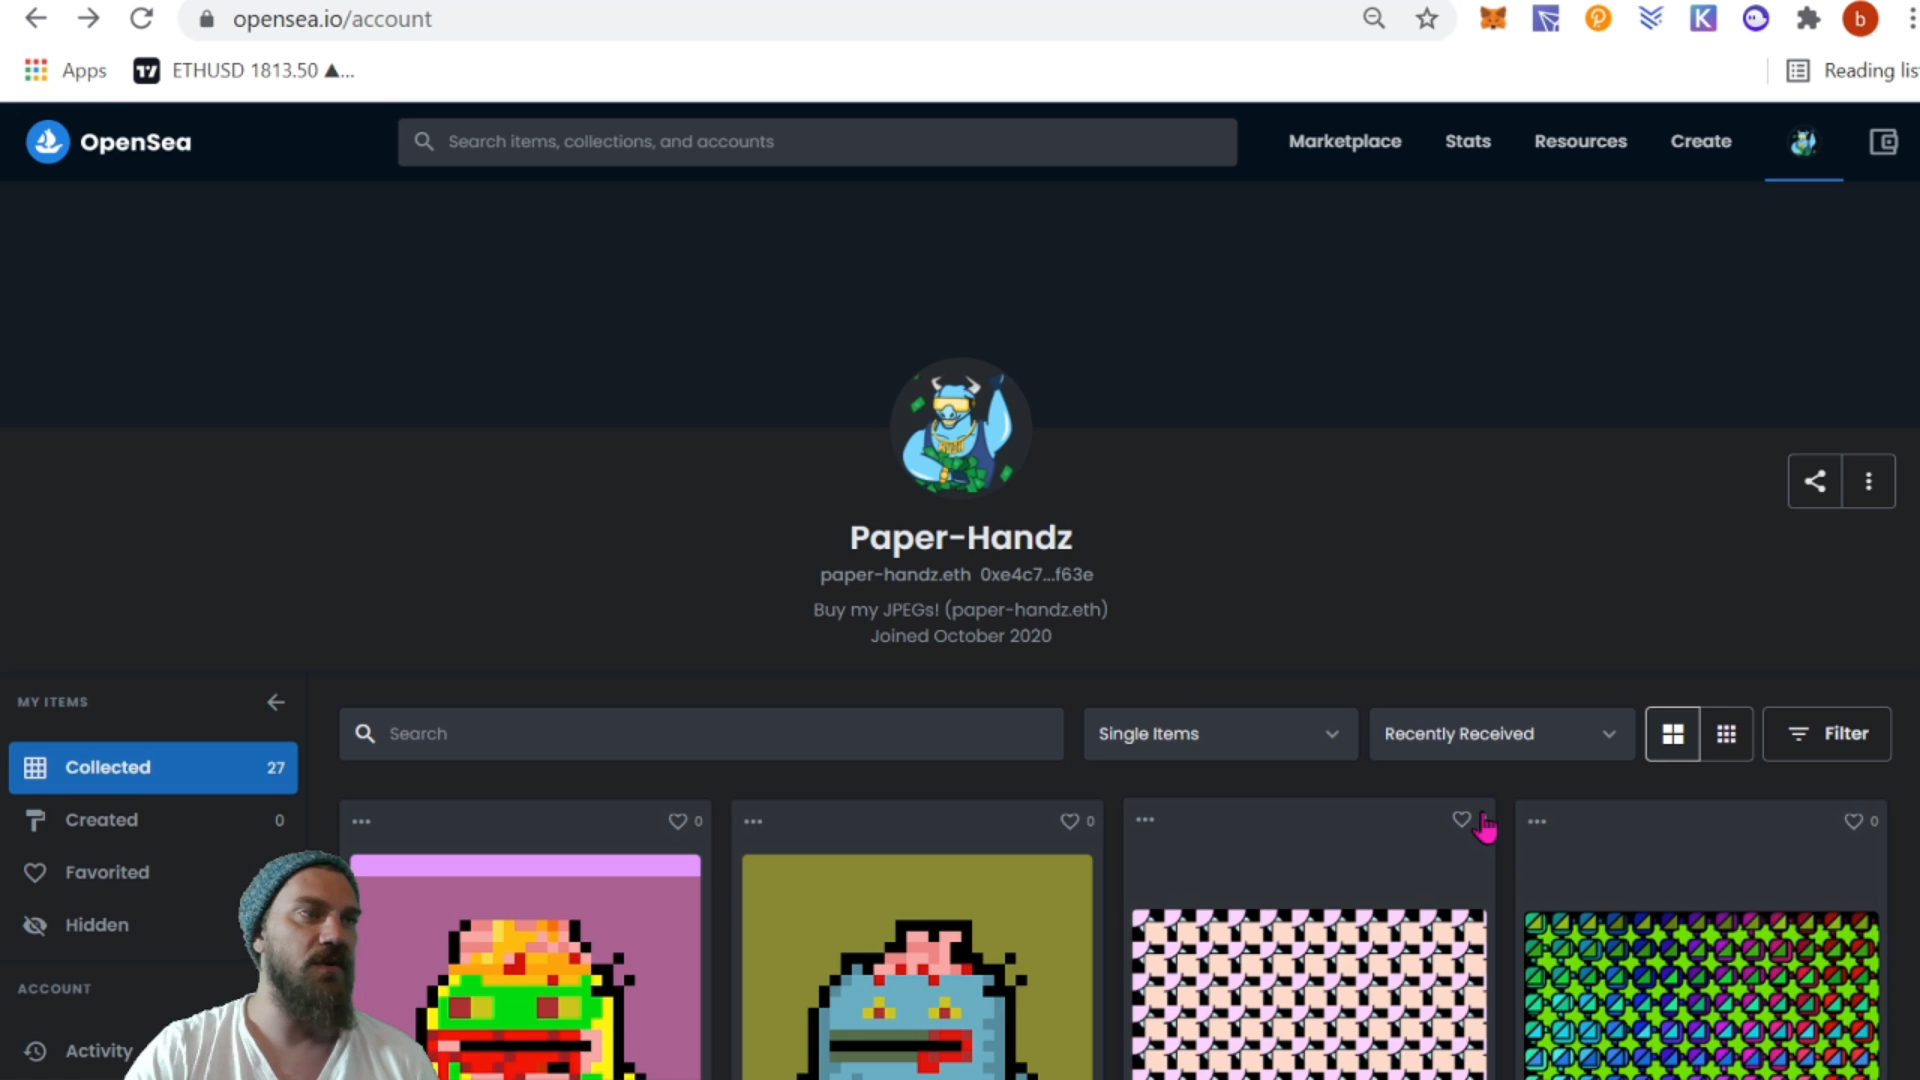 opensea.io/account
b
Apps
ETHUSD 1813.50 ▲...
Reading lis
OpenSea
Search items, collections, and accounts
Marketplace
Stats
Resources
Create
Paper-Handz
paper-handz.eth 0xe4c7...f63e
Buy my JPEGs! (paper-handz.eth)
Joined October 2020
MY ITEMS
Search
Single Items
Recently Received
Filter
Collected 27
Created 0
Favorited
Hidden
ACCOUNT
Activity
0
0
0